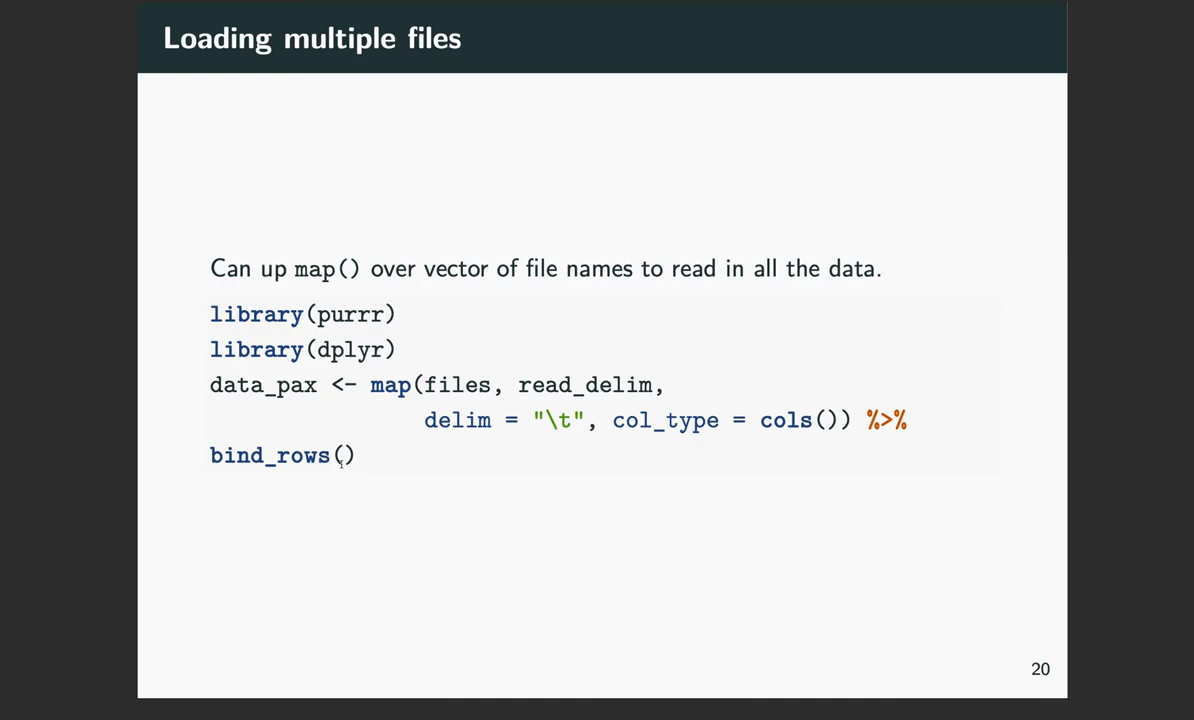 Loading multiple files
Can up map() over vector of file names to read in all the data.
library(purrr)
library(dplyr)
data_pax <- map(files, read_delim,
delim = "\t", col_type = cols()) %>%
bind_rows()
20